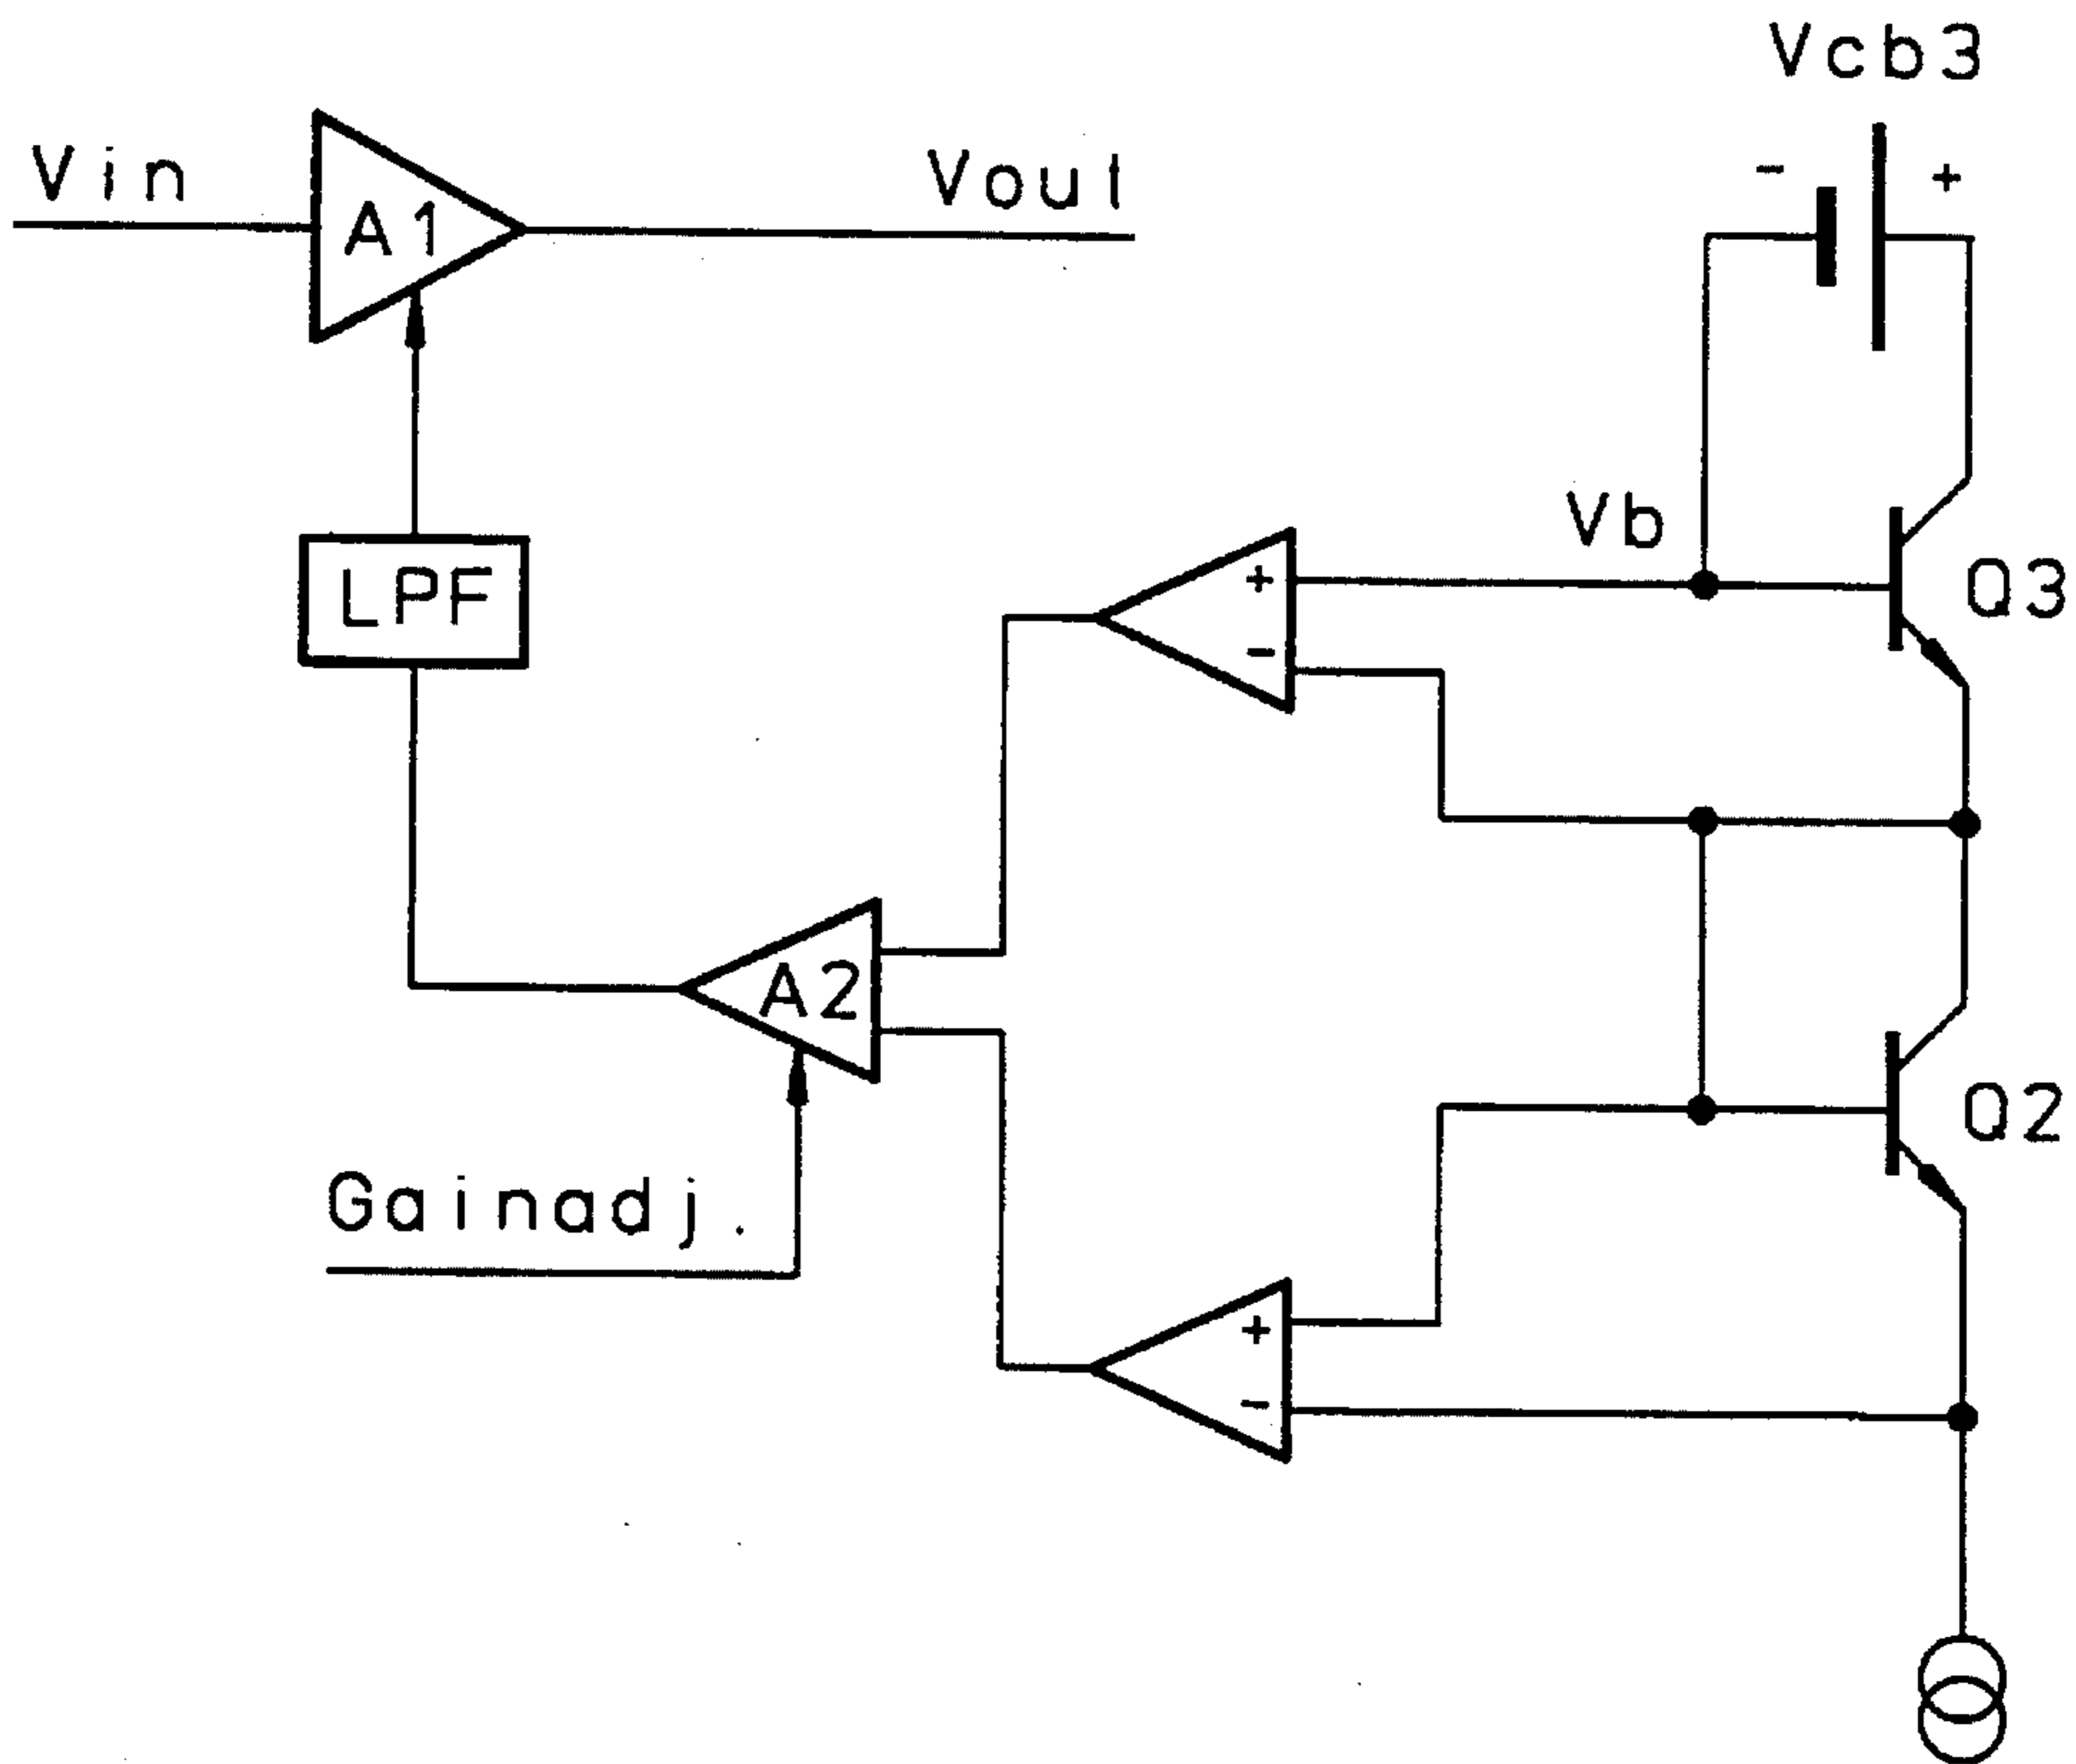 Vcb3
- +
Vin
A1
Vout
Vb
+
-
Q3
LPF
A2
Q2
Gainadj.
+
-